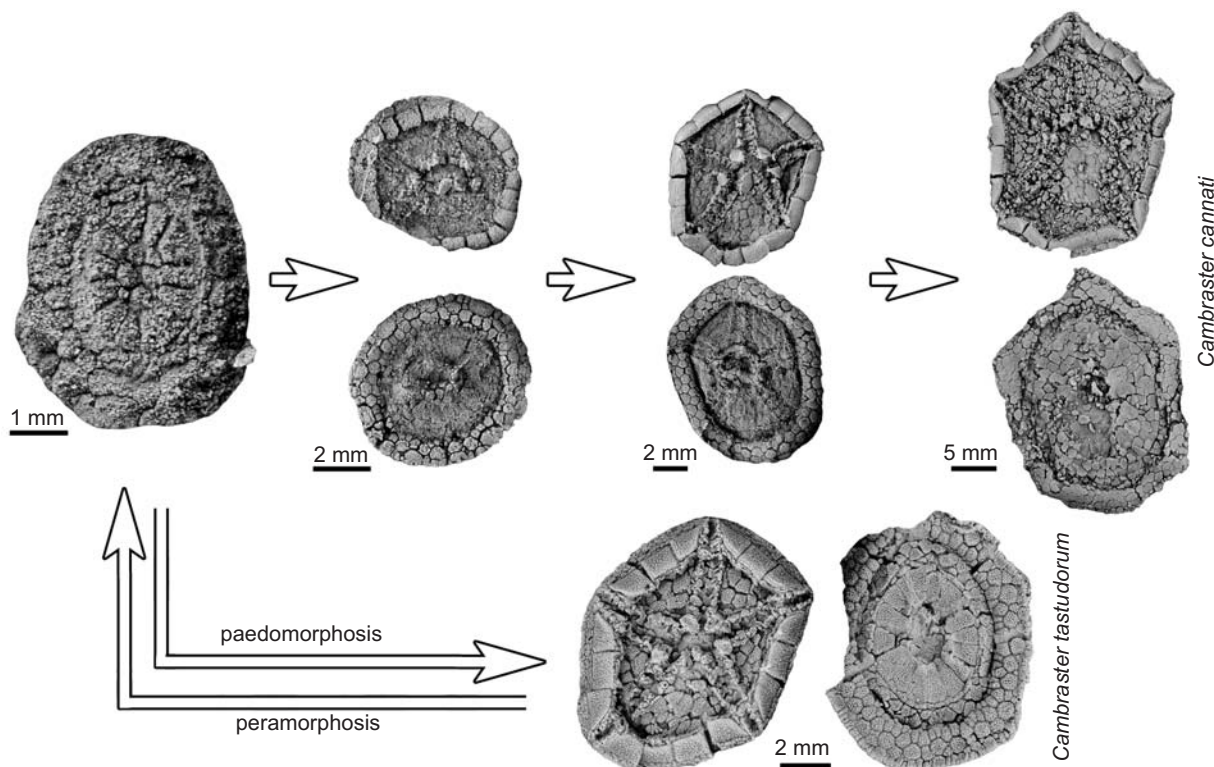 Cambraster cannati
1 mm
2 mm
2 mm
5 mm
paedomorphosis
peramorphosis
2 mm
Cambraster tastudorum